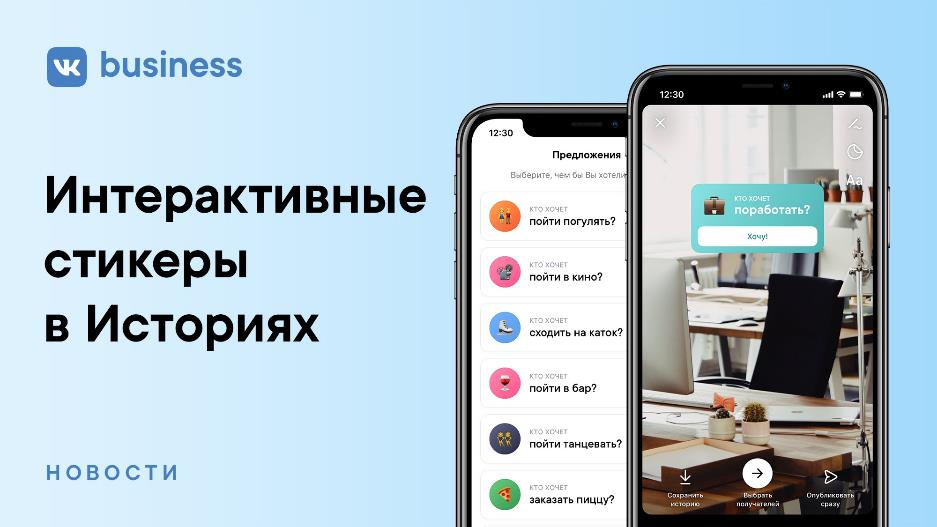 VK business
Интерактивные
стикеры
в Историях
НОВОСТИ
12:30
Предложения
Выберите, чем бы Вы хотели
КТО ХОЧЕТ
пойти погулять?
КТО ХОЧЕТ
пойти в кино?
КТО ХОЧЕТ
сходить на каток?
КТО ХОЧЕТ
пойти в бар?
КТО ХОЧЕТ
пойти танцевать?
КТО ХОЧЕТ
заказать пиццу?
12:30
Aa
КТО ХОЧЕТ
поработать?
Хочу!
Сохранить
историю
Выбрать
получателей
Опубликовать
сразу